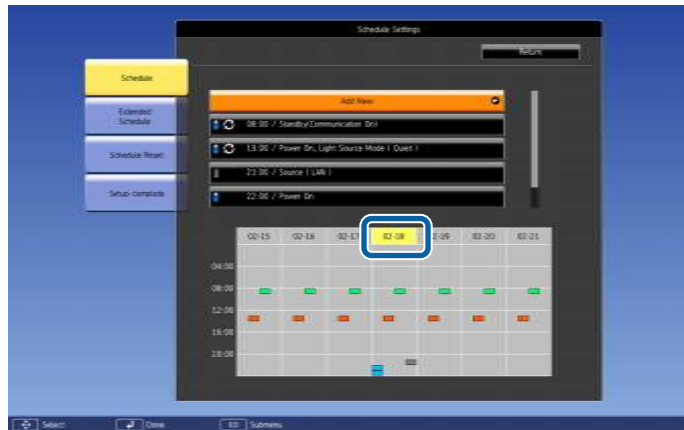 Schedule Settings
Return
Schedule
Extended
Schedule
Schedule Reset
Setup complete
Add New
08:00 / Standby(Communication On)
13:00 / Power On, Light Source Mode ( Quiet )
21:00 / Source ( LAN )
22:00 / Power On
02-15 02-16 02-17 02-18 02-19 02-20 02-21
04:00
08:00
12:00
16:00
20:00
Select Done Submenu